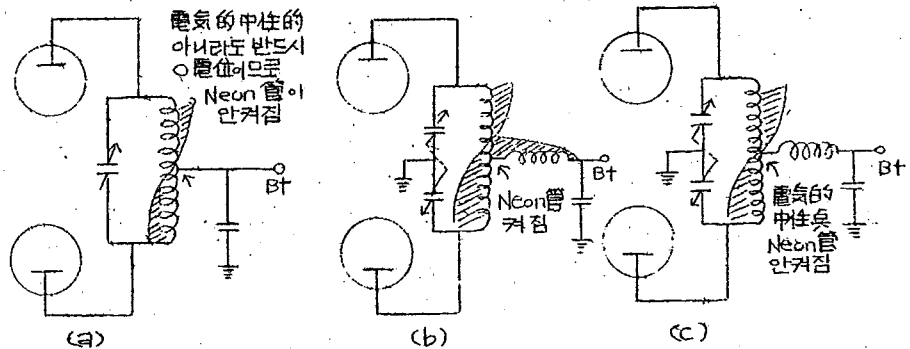 電気的中性的
아니라도 반드시
0電位이므로
Neon管이
안켜짐
B+
(a)
Neon管
켜짐
B+
(b)
B+
電気的
中性点
Neon管
안켜짐
(c)